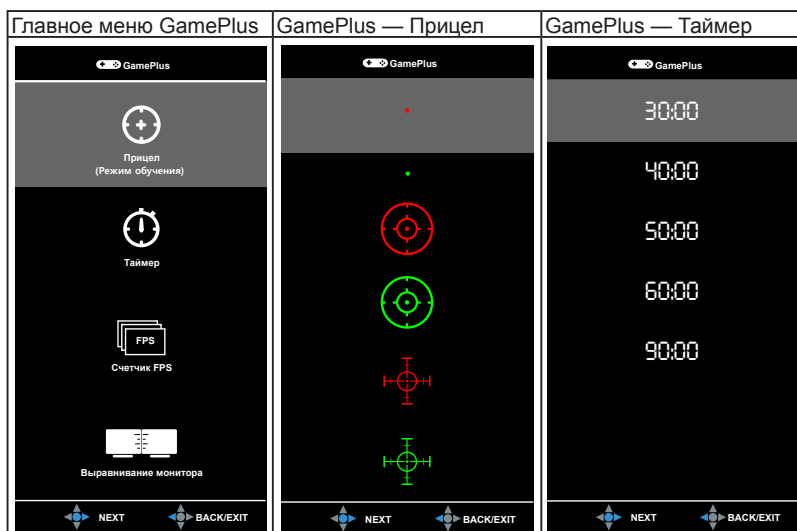 Главное меню GamePlus
GamePlus
Прицел
(Режим обучения)
Таймер
FPS
Счетчик FPS
Выравнивание монитора
NEXT BACK/EXIT
GamePlus — Прицел
GamePlus
NEXT BACK/EXIT
GamePlus — Таймер
GamePlus
30:00
40:00
50:00
60:00
90:00
NEXT BACK/EXIT